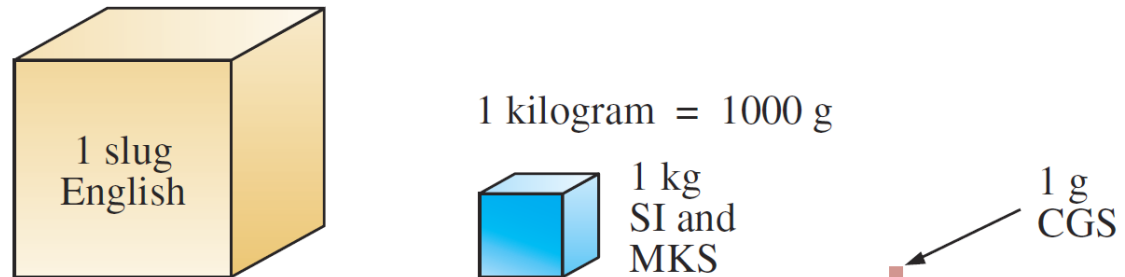 1 slug
English
1 kilogram = 1000 g
1 kg
SI and
MKS
1 g
CGS